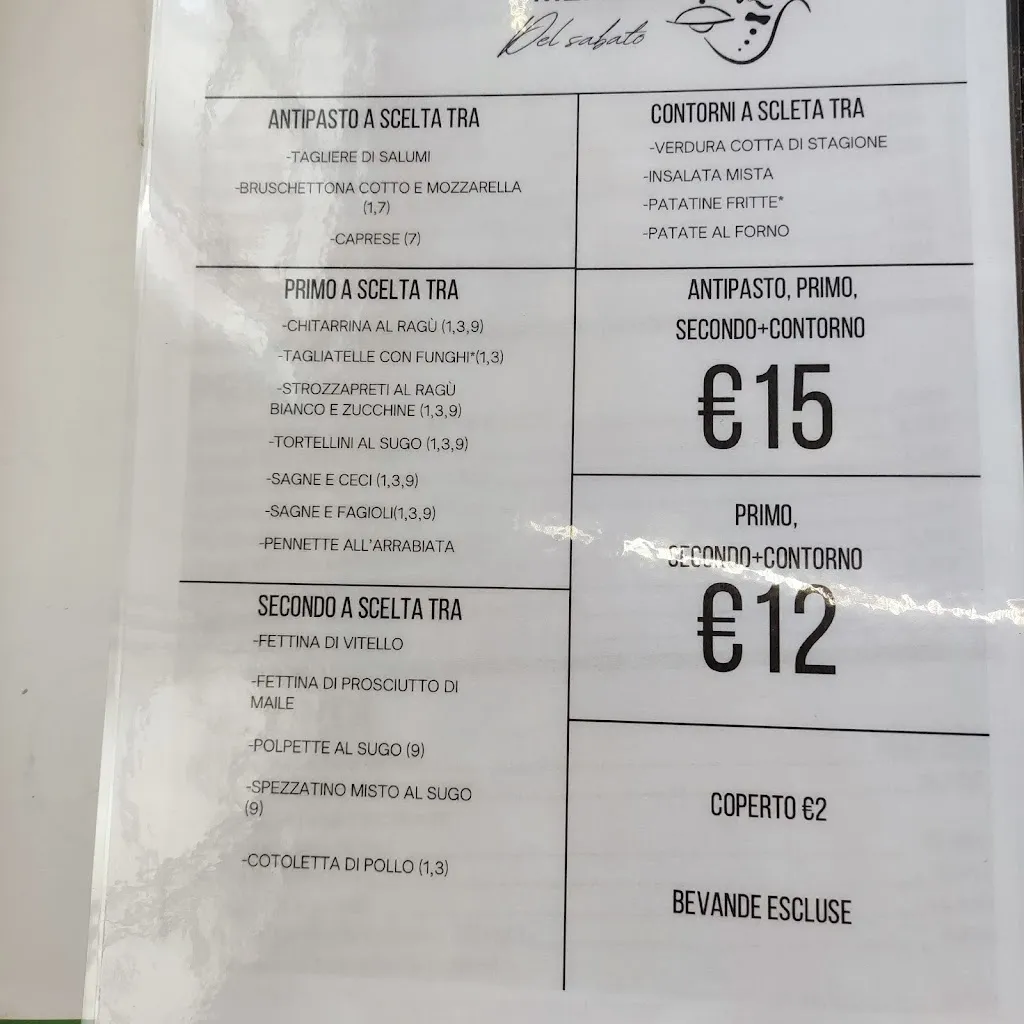 Del sabato
ANTIPASTO A SCELTA TRA
-TAGLIERE DI SALUMI
-BRUSCHETTONA COTTO E MOZZARELLA
(1,7)
-CAPRESE (7)
PRIMO A SCELTA TRA
-CHITARRINA AL RAGÙ (1,3,9)
-TAGLIATELLE CON FUNGHI*(1,3)
-STROZZAPRETI AL RAGÙ
BIANCO E ZUCCHINE (1,3,9)
-TORTELLINI AL SUGO (1,3,9)
-SAGNE E CECI (1,3,9)
-SAGNE E FAGIOLI(1,3,9)
-PENNETTE ALL'ARRABIATA
SECONDO A SCELTA TRA
-FETTINA DI VITELLO
-FETTINA DI PROSCIUTTO DI
MAILE
-POLPETTE AL SUGO (9)
-SPEZZATINO MISTO AL SUGO
(9)
-COTOLETTA DI POLLO (1,3)
CONTORNI A SCLETA TRA
-VERDURA COTTA DI STAGIONE
-INSALATA MISTA
-PATATINE FRITTE*
-PATATE AL FORNO
ANTIPASTO, PRIMO,
SECONDO+CONTORNO
€15
PRIMO,
SECONDO+CONTORNO
€12
COPERTO €2
BEVANDE ESCLUSE